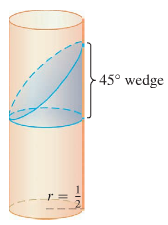 45° wedge
r = 1/2